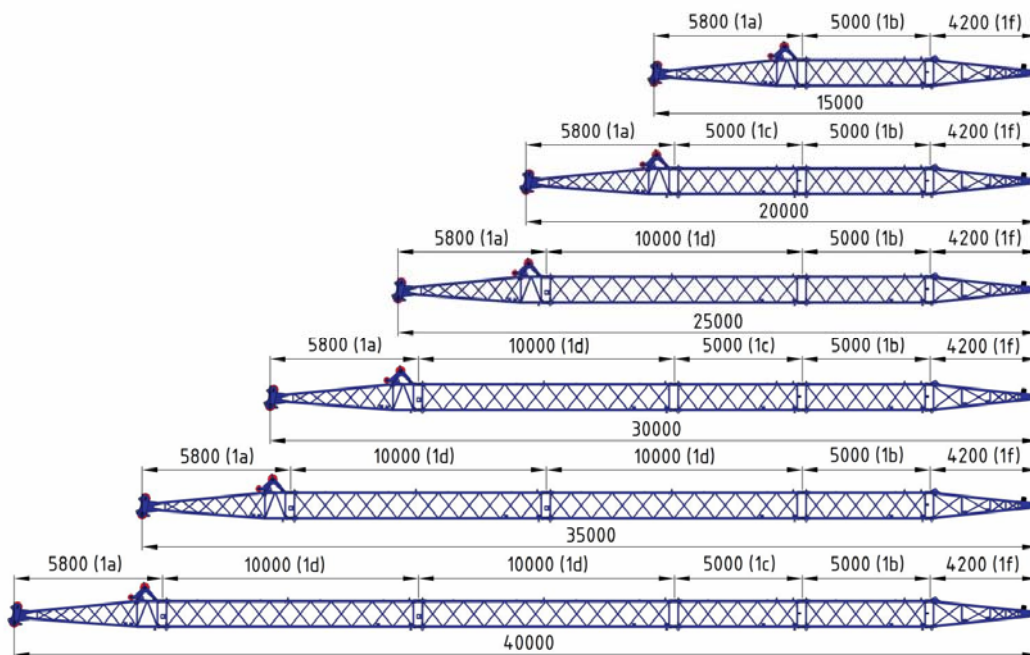 5800 (1a) 5000 (1b) 4200 (1f)
15000
5800 (1a) 5000 (1c) 5000 (1b) 4200 (1f)
20000
5800 (1a) 10000 (1d) 5000 (1b) 4200 (1f)
25000
5800 (1a) 10000 (1d) 5000 (1c) 5000 (1b) 4200 (1f)
30000
5800 (1a) 10000 (1d) 10000 (1d) 5000 (1b) 4200 (1f)
35000
5800 (1a) 10000 (1d) 10000 (1d) 5000 (1c) 5000 (1b) 4200 (1f)
40000